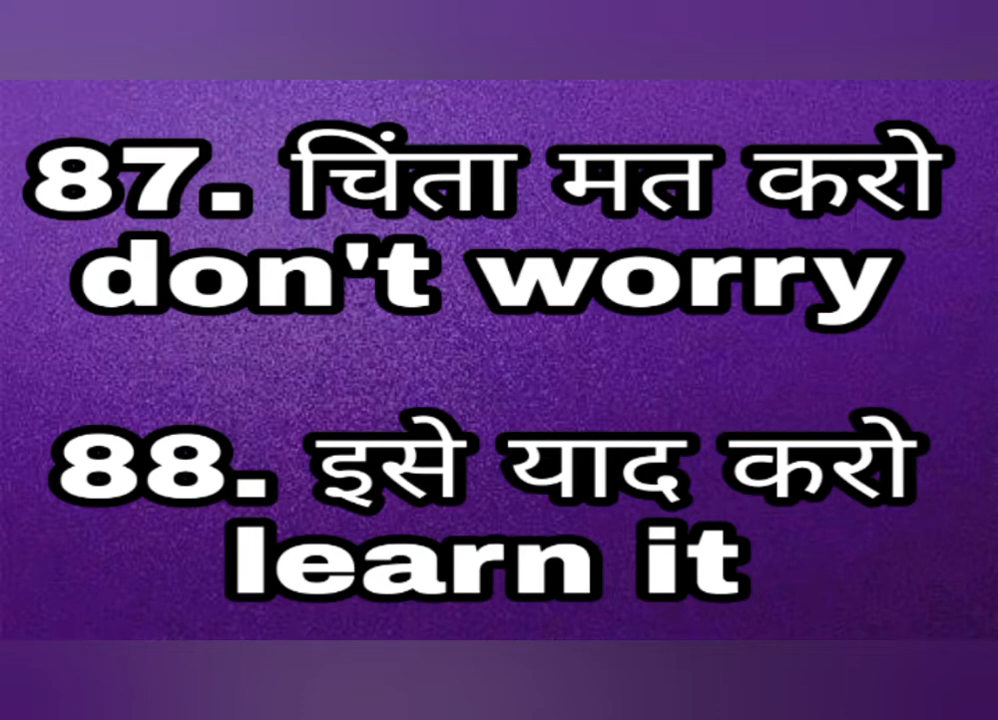 87. चिंता मत करो
don't worry
88. इसे याद करो
learn it